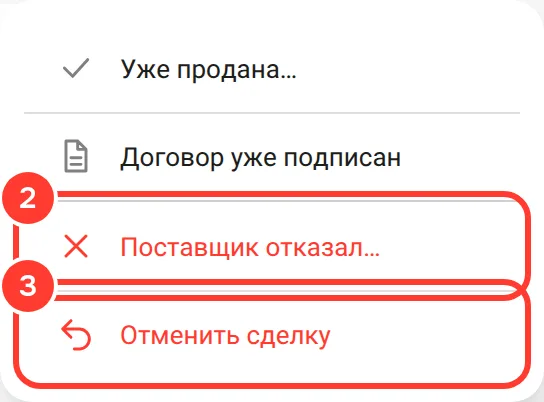 Уже продана...
Договор уже подписан
2
Поставщик отказал...
3
Отменить сделку